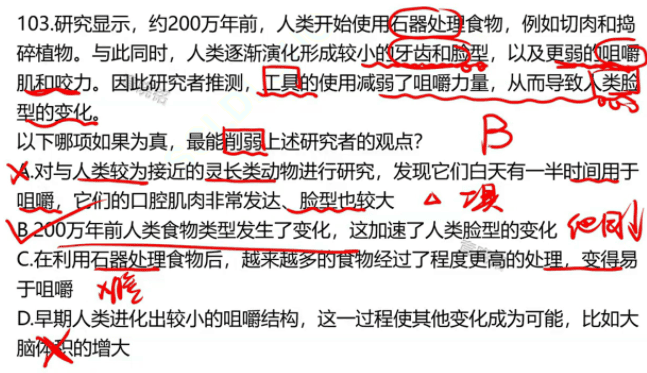 103.研究显示，约200万年前，人类开始使用石器处理食物，例如切肉和捣
碎植物。与此同时，人类逐渐演化形成较小的牙齿和脸型，以及更弱的咀嚼
肌和咬力。因此研究者推测，工具的使用减弱了咀嚼力量，从而导致人类脸
型的变化。
以下哪项如果为真，最能削弱上述研究者的观点？
B
A.对与人类较为接近的灵长类动物进行研究，发现它们白天有一半时间用于
咀嚼，它们的口腔肌肉非常发达、脸型也较大
工具
B.200万年前人类食物类型发生了变化，这加速了人类脸型的变化
他因
C.在利用石器处理食物后，越来越多的食物经过了程度更高的处理，变得易
于咀嚼
D.早期人类进化出较小的咀嚼结构，这一过程使其他变化成为可能，比如大
脑体积的增大